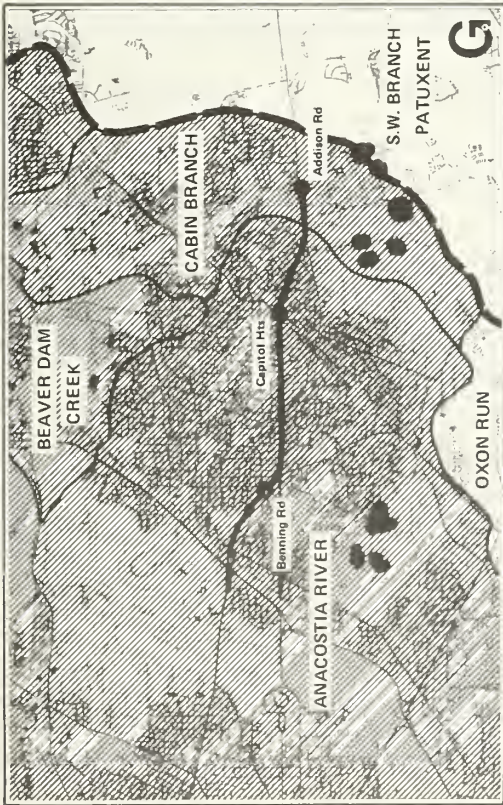 BEAVER DAM
CREEK
CABIN BRANCH
Addison Rd
Capitol Hts
Benning Rd
ANACOSTIA RIVER
OXON RUN
S.W. BRANCH
PATUXENT
G